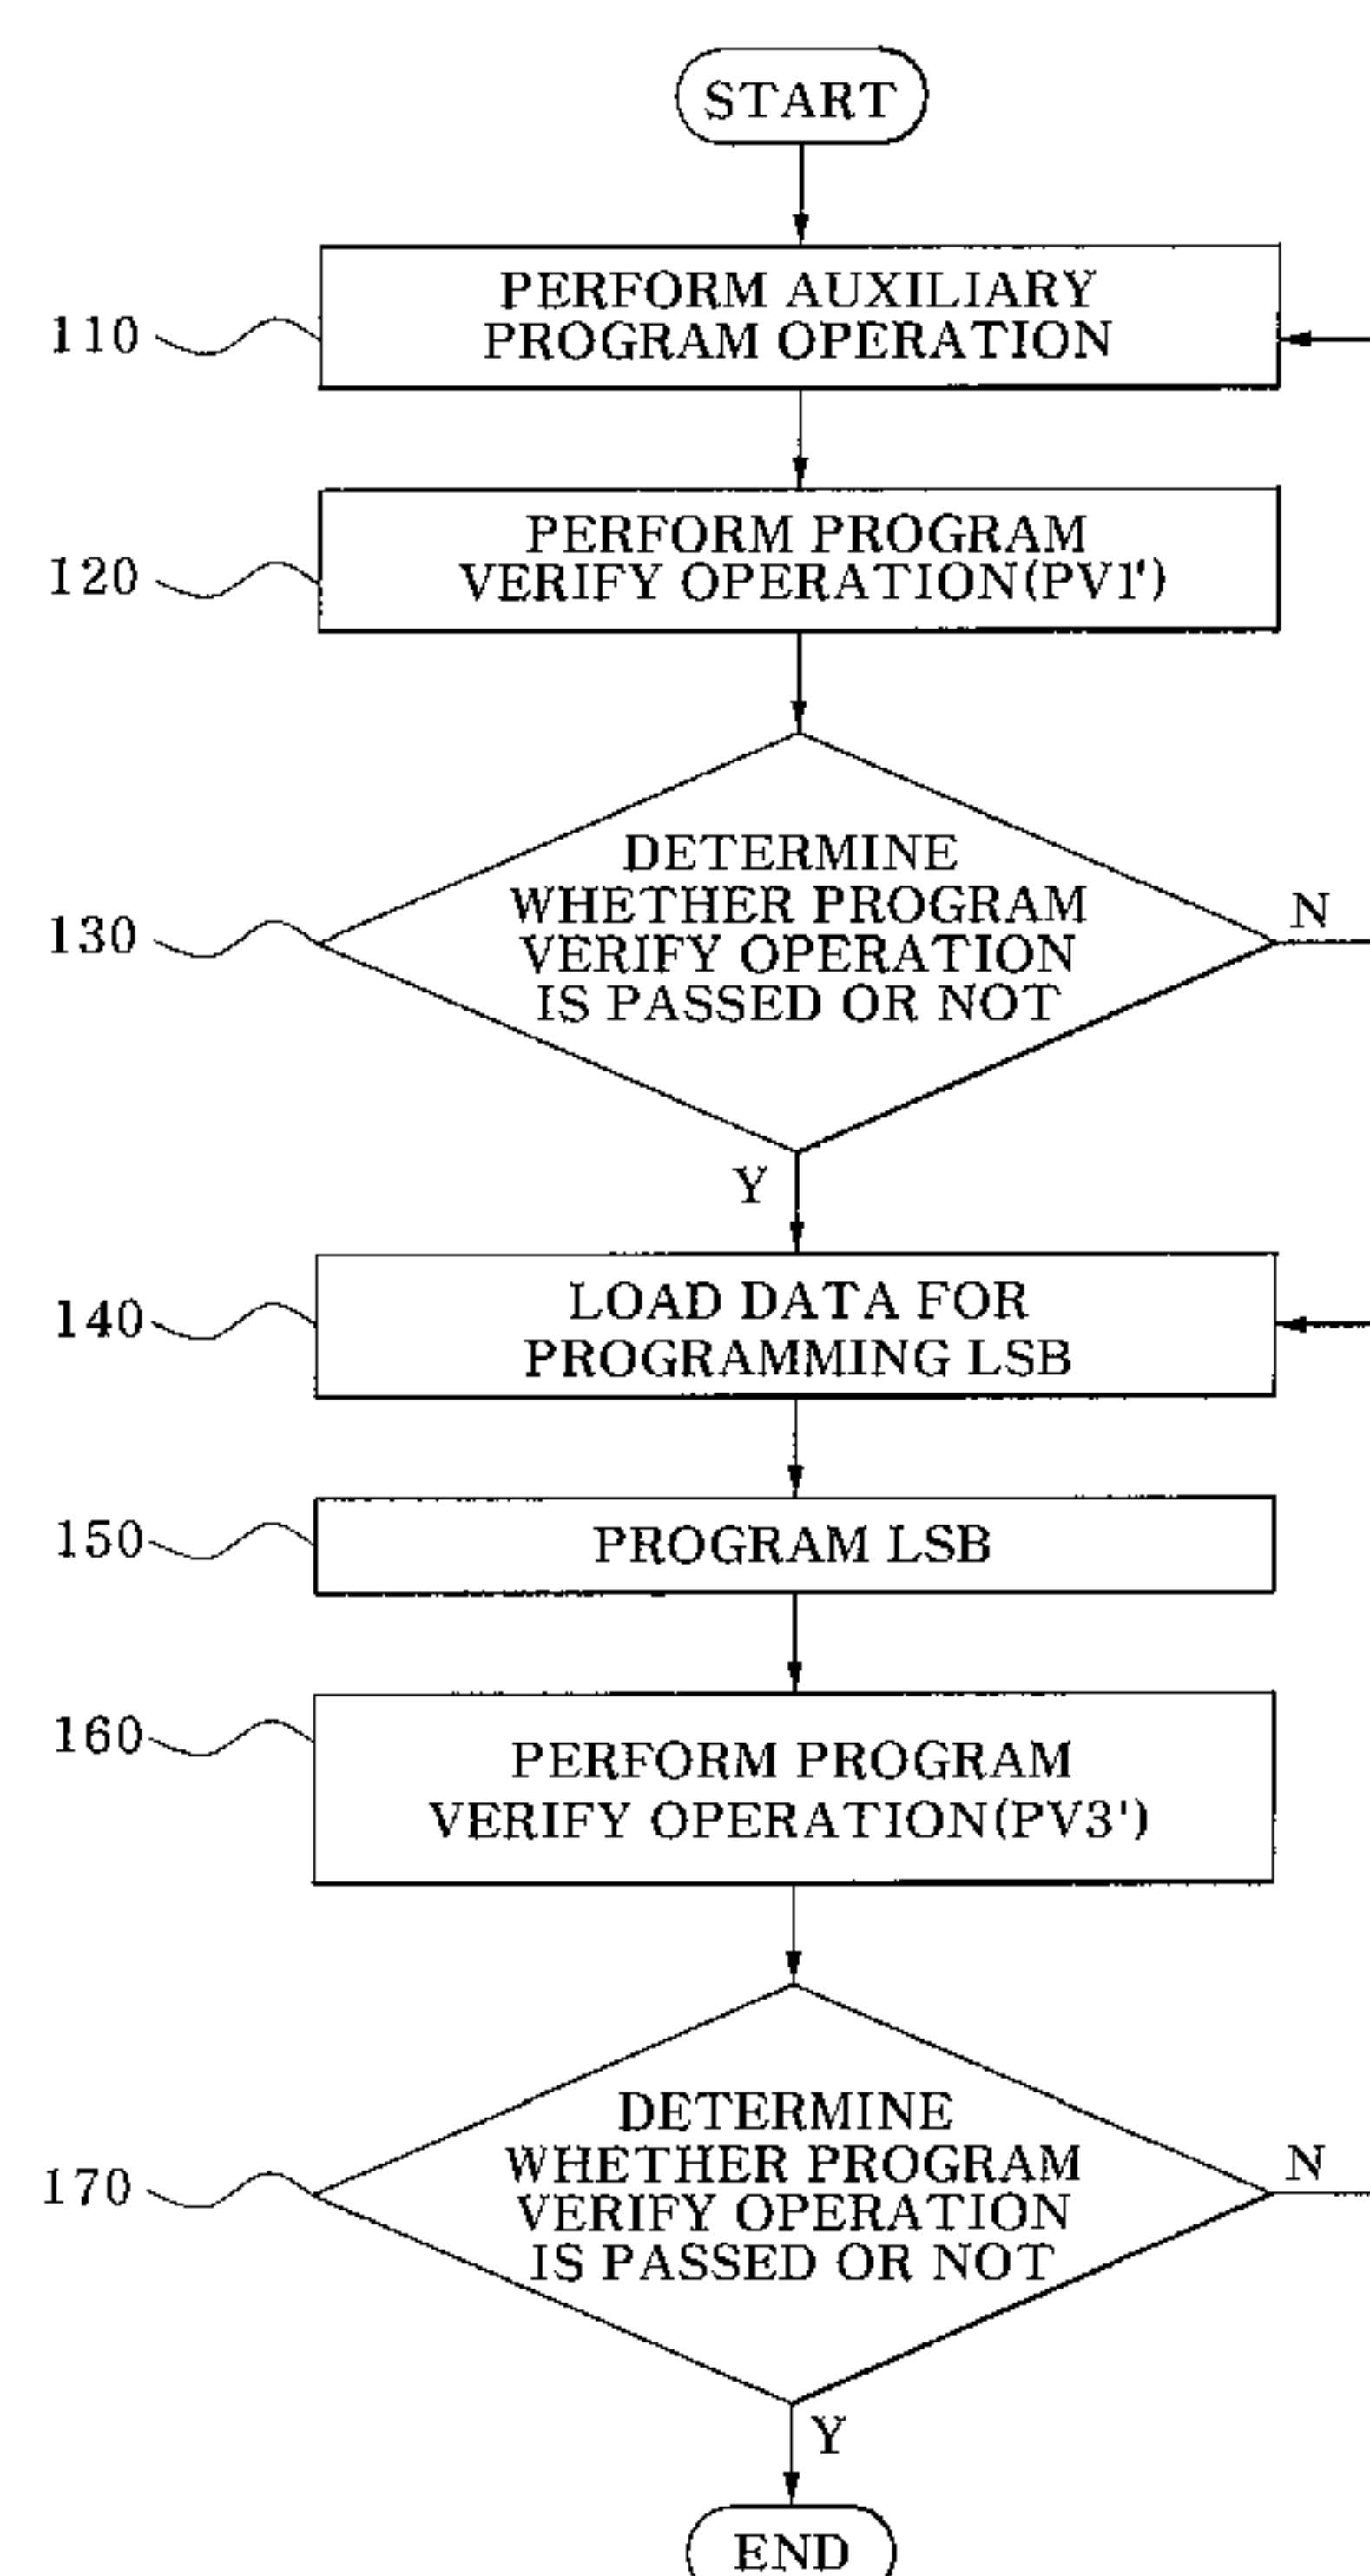 START
110
PERFORM AUXILIARY
PROGRAM OPERATION
120
PERFORM PROGRAM
VERIFY OPERATION(PV1')
130
DETERMINE
WHETHER PROGRAM
VERIFY OPERATION
IS PASSED OR NOT
N
Y
140
LOAD DATA FOR
PROGRAMMING LSB
150
PROGRAM LSB
160
PERFORM PROGRAM
VERIFY OPERATION(PV3')
170
DETERMINE
WHETHER PROGRAM
VERIFY OPERATION
IS PASSED OR NOT
N
Y
END